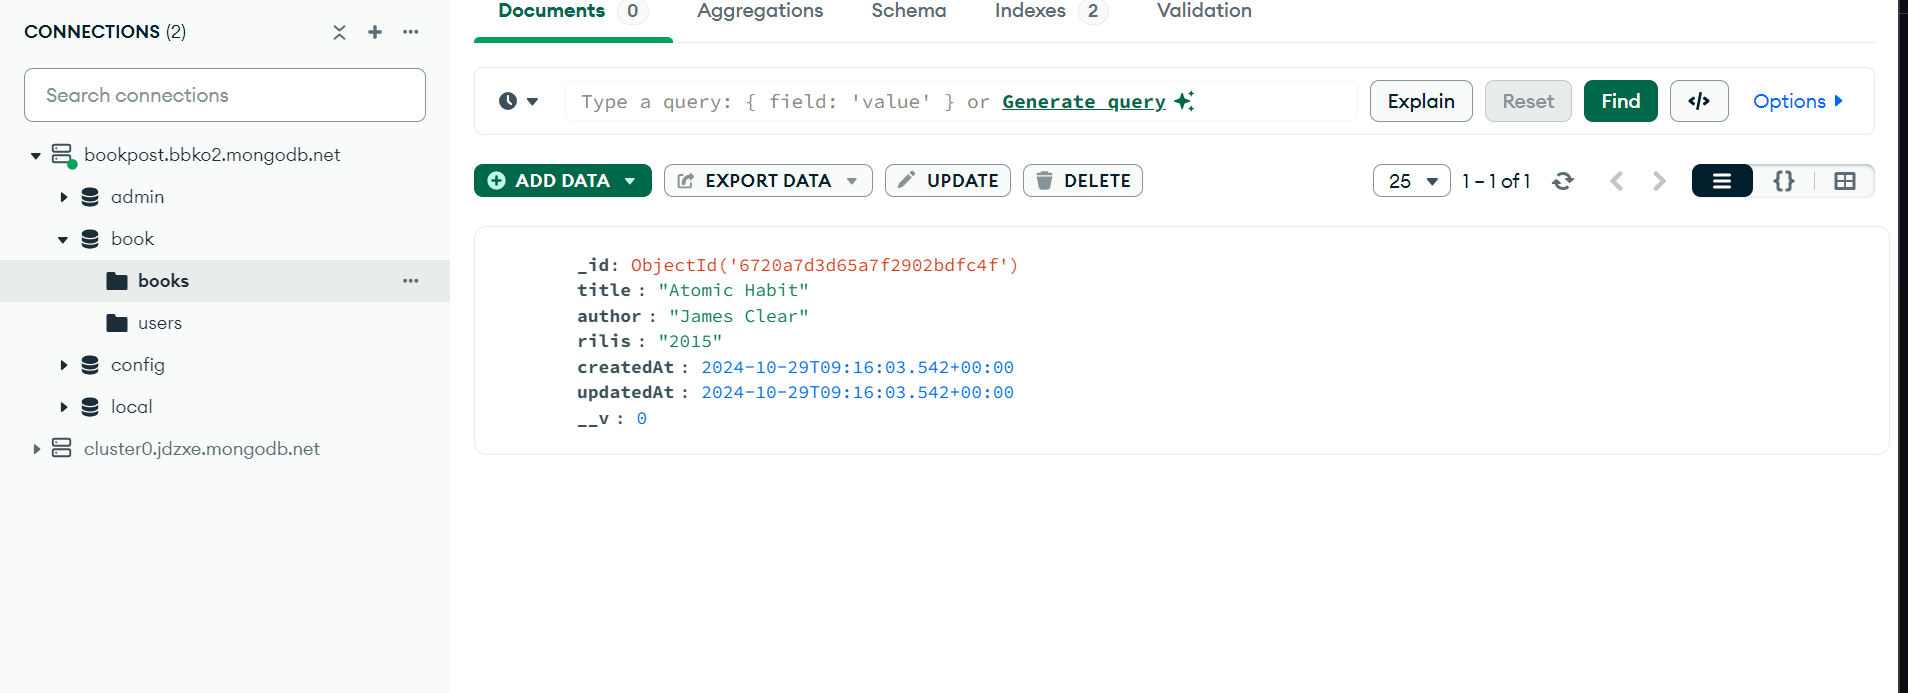 CONNECTIONS (2)
Search connections
bookpost.bbko2.mongodb.net
admin
book
books
users
config
local
cluster0.jdzxe.mongodb.net
Documents 0 Aggregations Schema Indexes 2 Validation
Type a query: { field: 'value' } or Generate query
Explain Reset Find </> Options
ADD DATA EXPORT DATA UPDATE DELETE 25 1 – 1 of 1 {}
_id: ObjectId('6720a7d3d65a7f2902bdfc4f')
title : "Atomic Habit"
author : "James Clear"
rilis : "2015"
createdAt : 2024-10-29T09:16:03.542+00:00
updatedAt : 2024-10-29T09:16:03.542+00:00
__v : 0